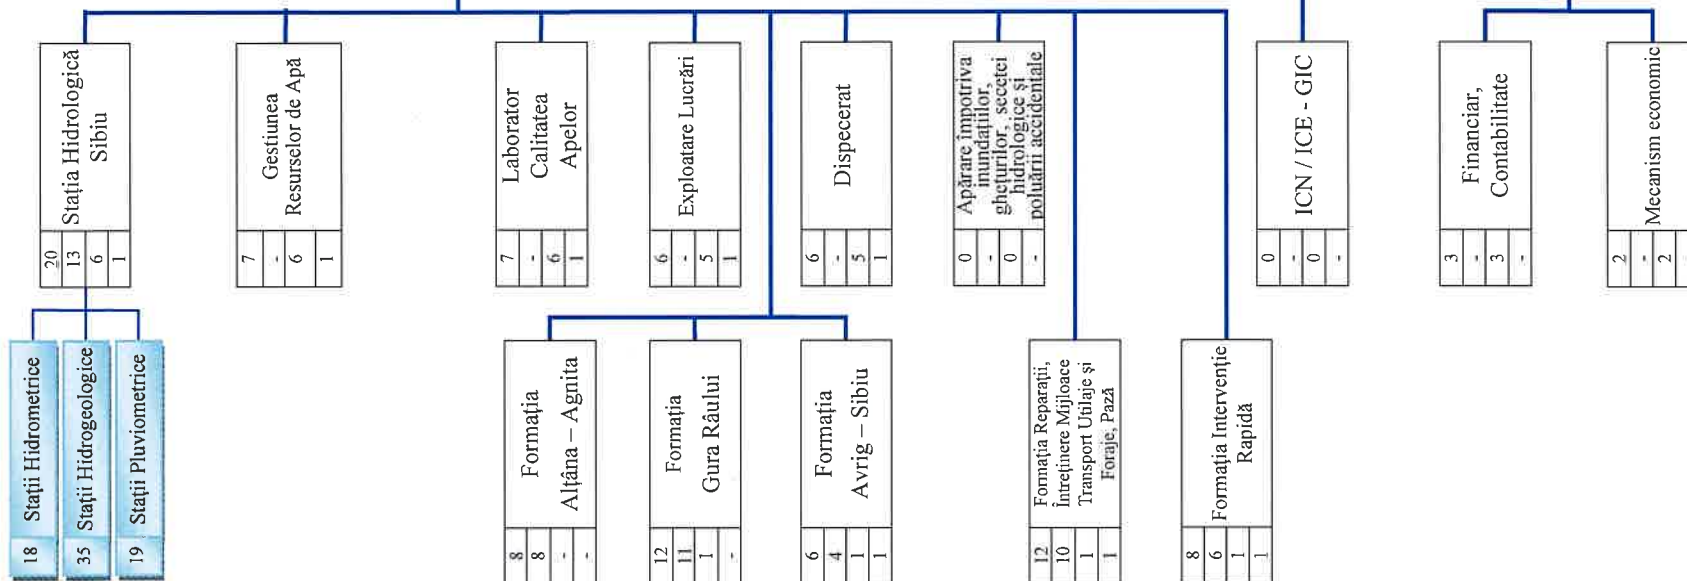 20
13
6
1
Stația Hidrologică
Sibiu
7
-
6
1
Gestiunea
Resurselor de Apă
7
-
6
1
Laborator
Calitatea
Apelor
6
-
5
1
Exploatare Lucrări
6
-
5
1
Dispecerat
0
-
0
-
Apărare împotriva
inundațiilor,
ghețurilor, secetei
hidrologice și
poluării accidentale
0
-
0
-
ICN / ICE - GIC
3
-
3
-
Financiar,
Contabilitate
2
-
2
-
Mecanism economic
18 Stații Hidrometrice
35 Stații Hidrogeologice
19 Stații Pluviometrice
8
8
-
-
Formația
Alțâna – Agnita
12
11
1
-
Formația
Gura Râului
6
4
1
1
Formația
Avrig – Sibiu
12
10
1
1
Formația Reparații,
Întreținere Mijloace
Transport Utilaje și
Foraje, Pază
8
6
1
1
Formația Intervenție
Rapidă